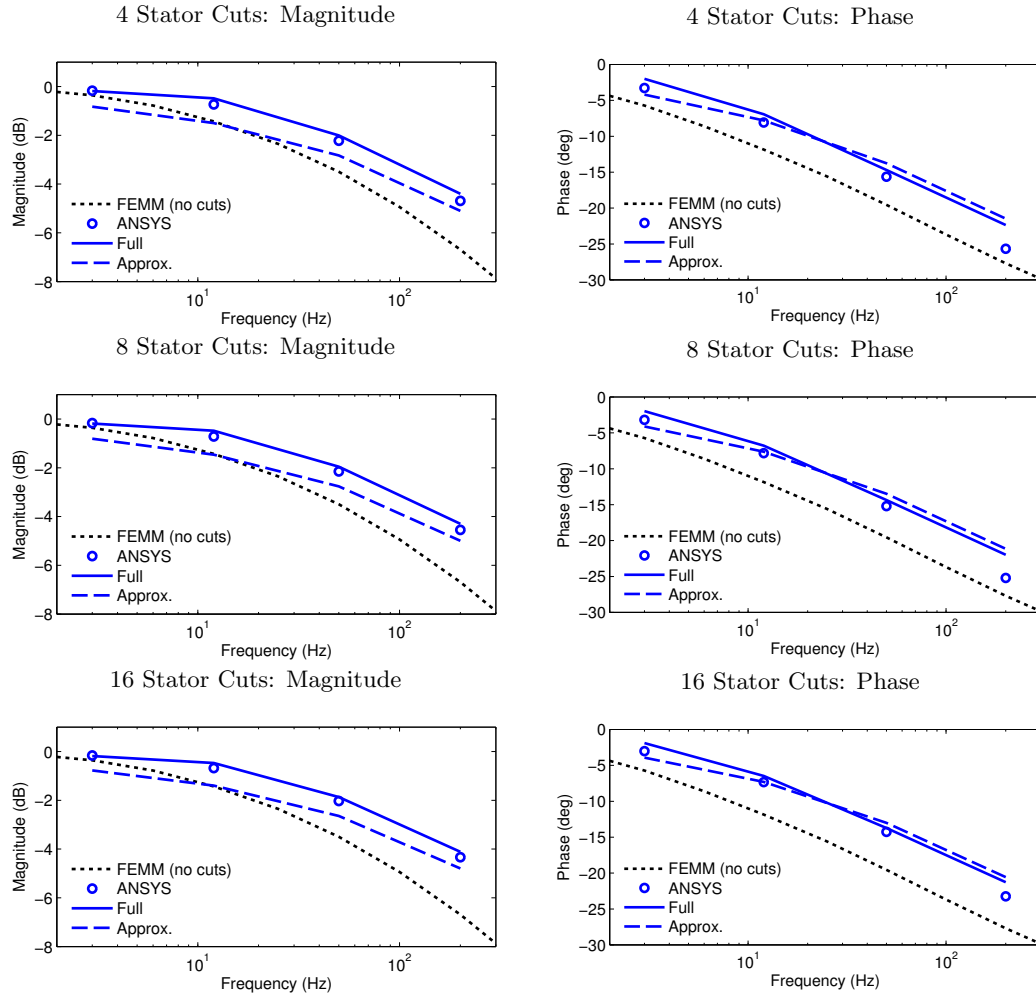 4 Stator Cuts: Magnitude
0
−2
−4
−6
−8
Magnitude (dB)
FEMM (no cuts)
ANSYS
Full
Approx.
10^1
10^2
Frequency (Hz)
4 Stator Cuts: Phase
0
−5
−10
−15
−20
−25
−30
Phase (deg)
FEMM (no cuts)
ANSYS
Full
Approx.
10^1
10^2
Frequency (Hz)
8 Stator Cuts: Magnitude
0
−2
−4
−6
−8
Magnitude (dB)
FEMM (no cuts)
ANSYS
Full
Approx.
10^1
10^2
Frequency (Hz)
8 Stator Cuts: Phase
0
−5
−10
−15
−20
−25
−30
Phase (deg)
FEMM (no cuts)
ANSYS
Full
Approx.
10^1
10^2
Frequency (Hz)
16 Stator Cuts: Magnitude
0
−2
−4
−6
−8
Magnitude (dB)
FEMM (no cuts)
ANSYS
Full
Approx.
10^1
10^2
Frequency (Hz)
16 Stator Cuts: Phase
0
−5
−10
−15
−20
−25
−30
Phase (deg)
FEMM (no cuts)
ANSYS
Full
Approx.
10^1
10^2
Frequency (Hz)